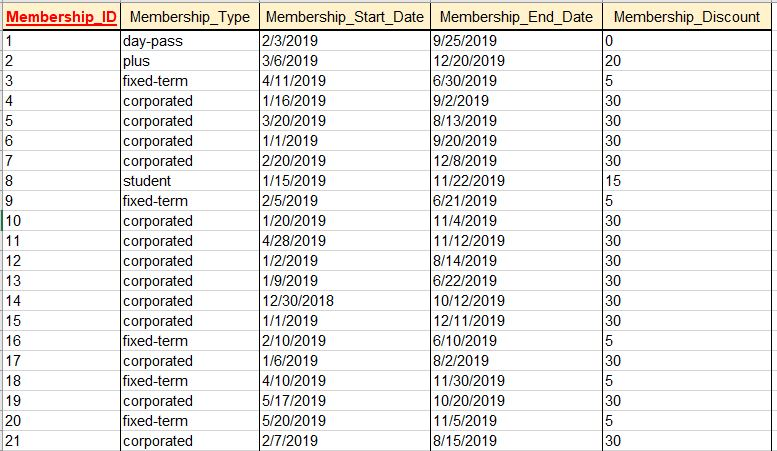 Membership_ID Membership_Type Membership_Start_Date Membership_End_Date Membership_Discount
1 day-pass 2/3/2019 9/25/2019 0
2 plus 3/6/2019 12/20/2019 20
3 fixed-term 4/11/2019 6/30/2019 5
4 corporated 1/16/2019 9/2/2019 30
5 corporated 3/20/2019 8/13/2019 30
6 corporated 1/1/2019 9/20/2019 30
7 corporated 2/20/2019 12/8/2019 30
8 student 1/15/2019 11/22/2019 15
9 fixed-term 2/5/2019 6/21/2019 5
10 corporated 1/20/2019 11/4/2019 30
11 corporated 4/28/2019 11/12/2019 30
12 corporated 1/2/2019 8/14/2019 30
13 corporated 1/9/2019 6/22/2019 30
14 corporated 12/30/2018 10/12/2019 30
15 corporated 1/1/2019 12/11/2019 30
16 fixed-term 2/10/2019 6/10/2019 5
17 corporated 1/6/2019 8/2/2019 30
18 fixed-term 4/10/2019 11/30/2019 5
19 corporated 5/17/2019 10/20/2019 30
20 fixed-term 5/20/2019 11/5/2019 5
21 corporated 2/7/2019 8/15/2019 30